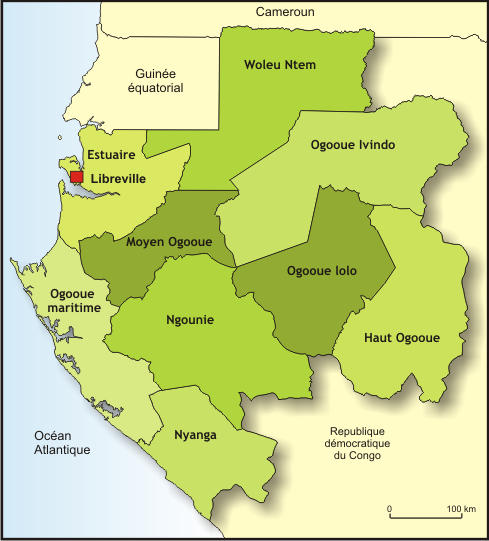 Cameroun
Woleu Ntem
Guinée
équatorial
Ogooue Ivindo
Estuaire
Libreville
Moyen Ogooue
Ogooue lolo
Ogooue
maritime
Ngounie
Haut Ogooue
Nyanga
Océan
Atlantique
Republique
démocratique
du Congo
0 100 km